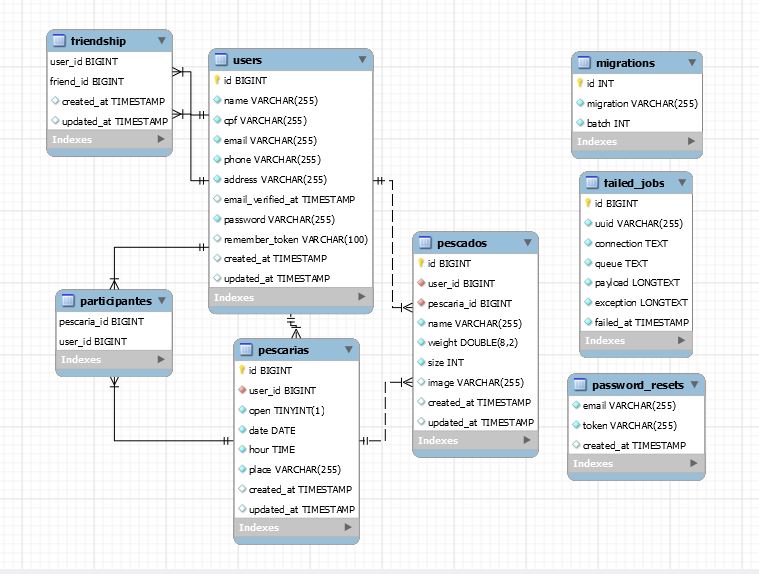 friendship
user_id BIGINT
friend_id BIGINT
created_at TIMESTAMP
updated_at TIMESTAMP
Indexes
users
id BIGINT
name VARCHAR(255)
cpf VARCHAR(255)
email VARCHAR(255)
phone VARCHAR(255)
address VARCHAR(255)
email_verified_at TIMESTAMP
password VARCHAR(255)
remember_token VARCHAR(100)
created_at TIMESTAMP
updated_at TIMESTAMP
Indexes
participantes
pescaria_id BIGINT
user_id BIGINT
Indexes
pescarias
id BIGINT
user_id BIGINT
open TINYINT(1)
date DATE
hour TIME
place VARCHAR(255)
created_at TIMESTAMP
updated_at TIMESTAMP
Indexes
pescados
id BIGINT
user_id BIGINT
pescaria_id BIGINT
name VARCHAR(255)
weight DOUBLE(8,2)
size INT
image VARCHAR(255)
created_at TIMESTAMP
updated_at TIMESTAMP
Indexes
migrations
id INT
migration VARCHAR(255)
batch INT
Indexes
failed_jobs
id BIGINT
uuid VARCHAR(255)
connection TEXT
queue TEXT
payload LONGTEXT
exception LONGTEXT
failed_at TIMESTAMP
Indexes
password_resets
email VARCHAR(255)
token VARCHAR(255)
created_at TIMESTAMP
Indexes